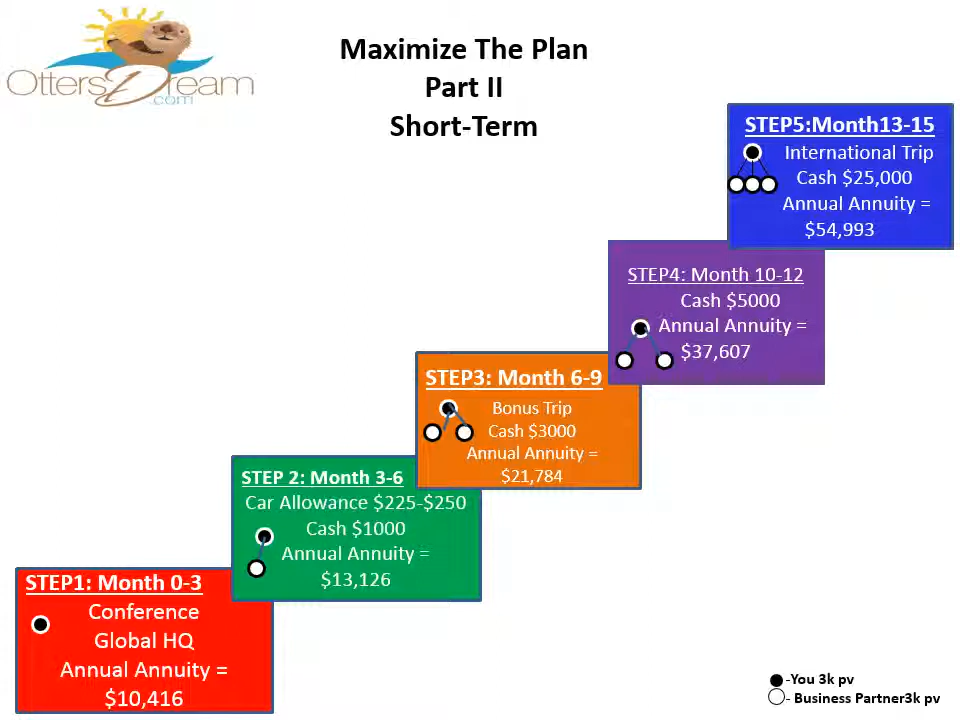 OttersDream
.com
Maximize The Plan
Part II
Short-Term
STEP5:Month13-15
International Trip
Cash $25,000
Annual Annuity =
$54,993
STEP4: Month 10-12
Cash $5000
Annual Annuity =
$37,607
STEP3: Month 6-9
Bonus Trip
Cash $3000
Annual Annuity =
$21,784
STEP 2: Month 3-6
Car Allowance $225-$250
Cash $1000
Annual Annuity =
$13,126
STEP1: Month 0-3
Conference
Global HQ
Annual Annuity =
$10,416
-You 3k pv
- Business Partner3k pv